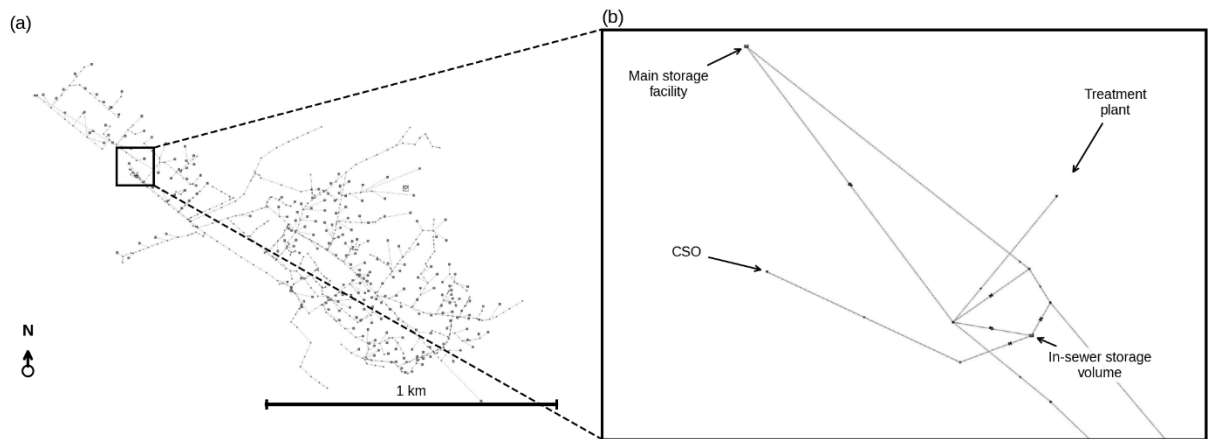 (a)
(b)
Main storage
facility
Treatment
plant
CSO
In-sewer storage
volume
N
1 km